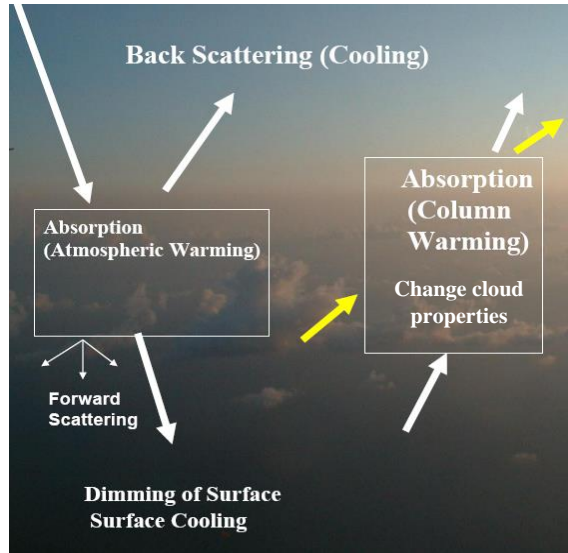 Back Scattering (Cooling)
Absorption
(Atmospheric Warming)
Absorption
(Column
Warming)
Change cloud
properties
Forward
Scattering
Dimming of Surface
Surface Cooling